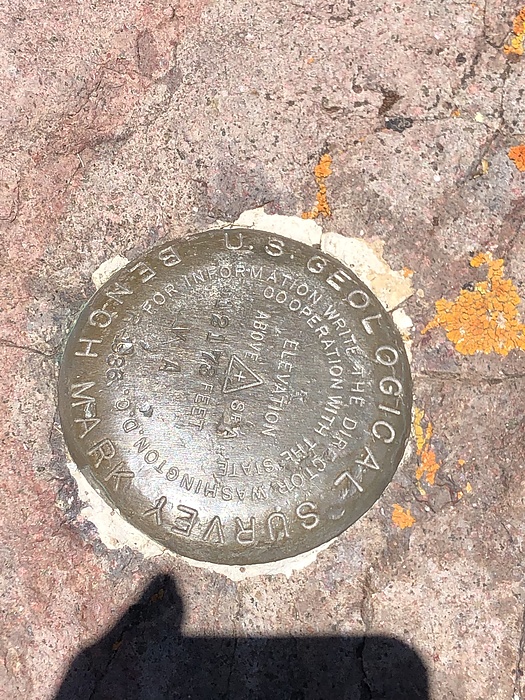 U.S. GEOLOGICAL SURVEY
BENCH MARK
FOR INFORMATION WRITE THE DIRECTOR, WASHINGTON D.C.
COOPERATION WITH THE STATE
ELEVATION
ABOVE SEA
FEET